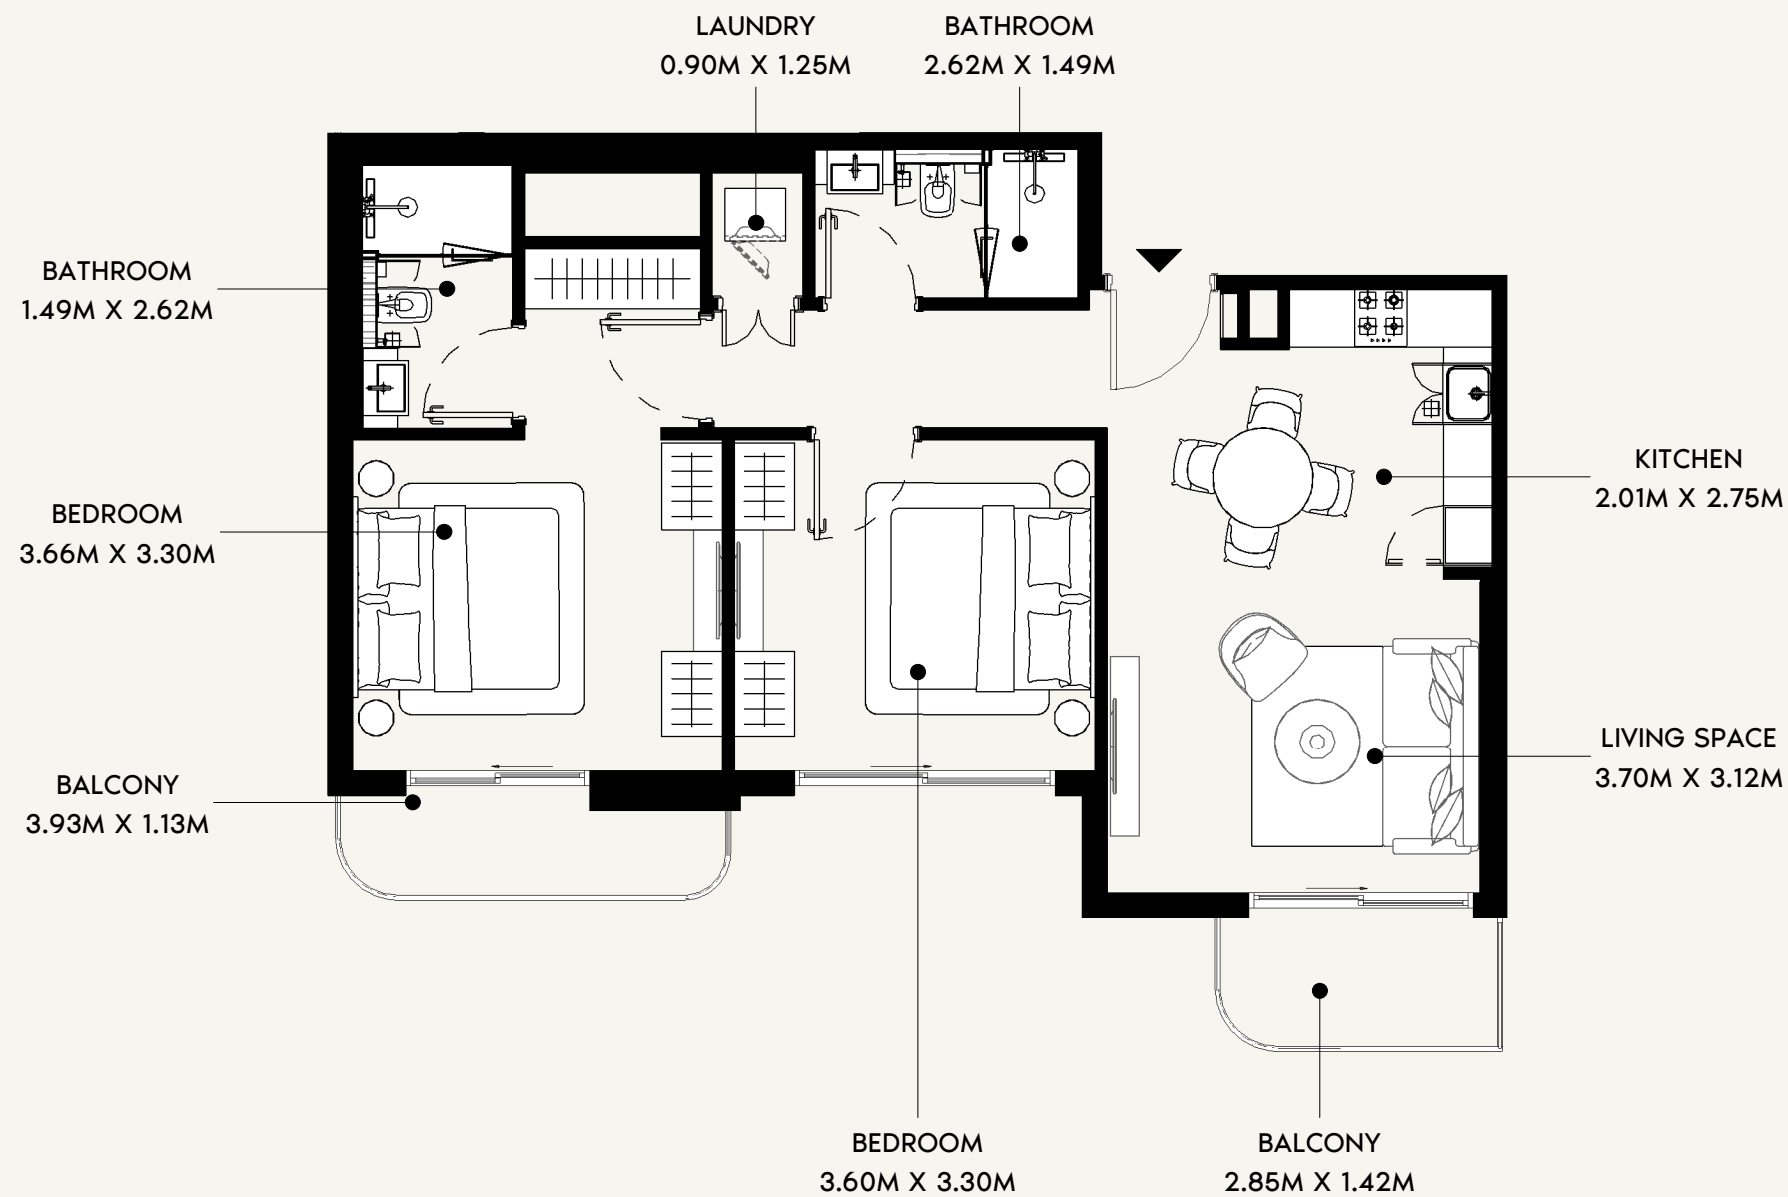 LAUNDRY
0.90M X 1.25M
BATHROOM
2.62M X 1.49M
BATHROOM
1.49M X 2.62M
KITCHEN
2.01M X 2.75M
BEDROOM
3.66M X 3.30M
LIVING SPACE
3.70M X 3.12M
BALCONY
3.93M X 1.13M
BEDROOM
3.60M X 3.30M
BALCONY
2.85M X 1.42M